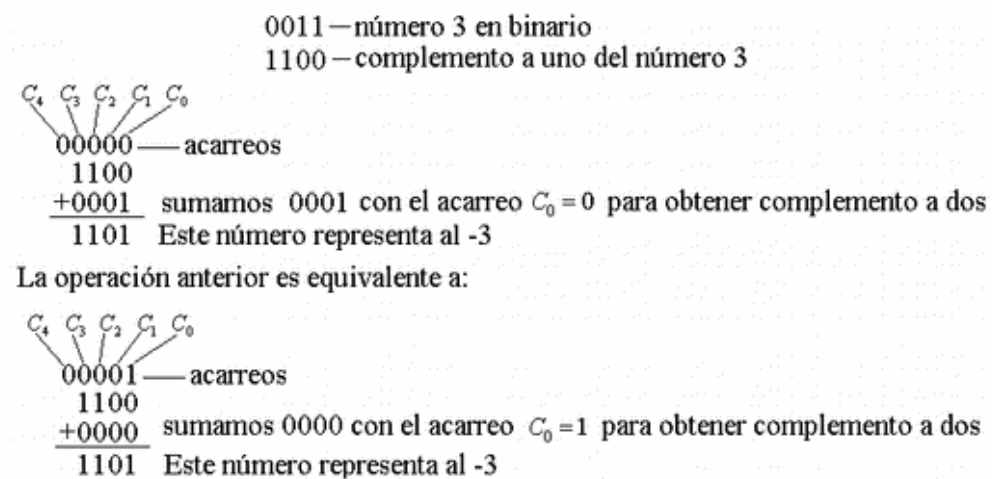 0011—número 3 en binario
1100—complemento a uno del número 3
C₄ C₃ C₂ C₁ C₀
00000 — acarreos
1100
+0001 sumamos 0001 con el acarreo C₀ = 0 para obtener complemento a dos
1101 Este número representa al -3
La operación anterior es equivalente a:
C₄ C₃ C₂ C₁ C₀
00001 — acarreos
1100
+0000 sumamos 0000 con el acarreo C₀ =1 para obtener complemento a dos
1101 Este número representa al -3